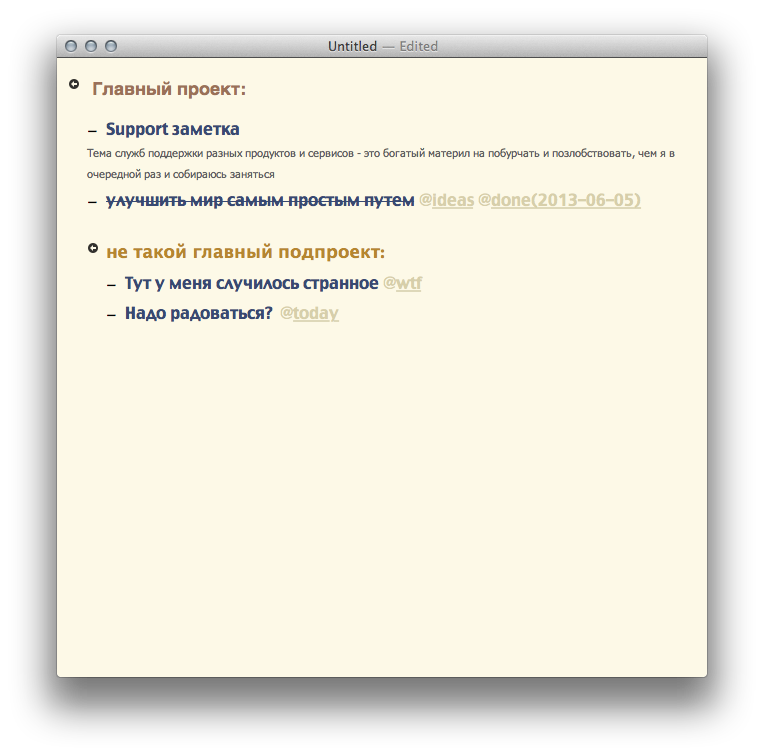 Untitled — Edited
Главный проект:
– Support заметка
Тема служб поддержки разных продуктов и сервисов - это богатый материл на побурчать и позлобствовать, чем я в
очередной раз и собираюсь заняться
– улучшить мир самым простым путем @ideas @done(2013-06-05)
не такой главный подпроект:
– Тут у меня случилось странное @wtf
– Надо радоваться? @today